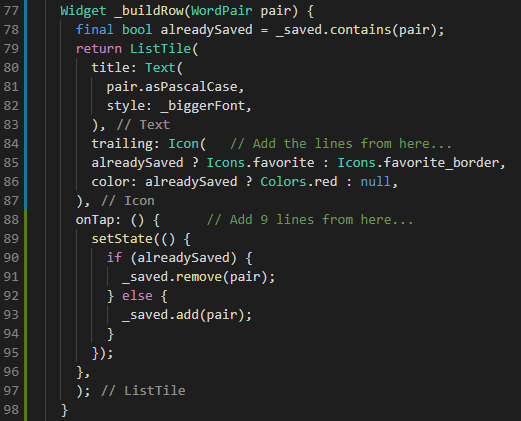 77 Widget _buildRow(WordPair pair) {
78 final bool alreadySaved = _saved.contains(pair);
79 return ListTile(
80 title: Text(
81 pair.asPascalCase,
82 style: _biggerFont,
83 ), // Text
84 trailing: Icon( // Add the lines from here...
85 alreadySaved ? Icons.favorite : Icons.favorite_border,
86 color: alreadySaved ? Colors.red : null,
87 ), // Icon
88 onTap: () { // Add 9 lines from here...
89 setState(() {
90 if (alreadySaved) {
91 _saved.remove(pair);
92 } else {
93 _saved.add(pair);
94 }
95 });
96 },
97 ); // ListTile
98 }